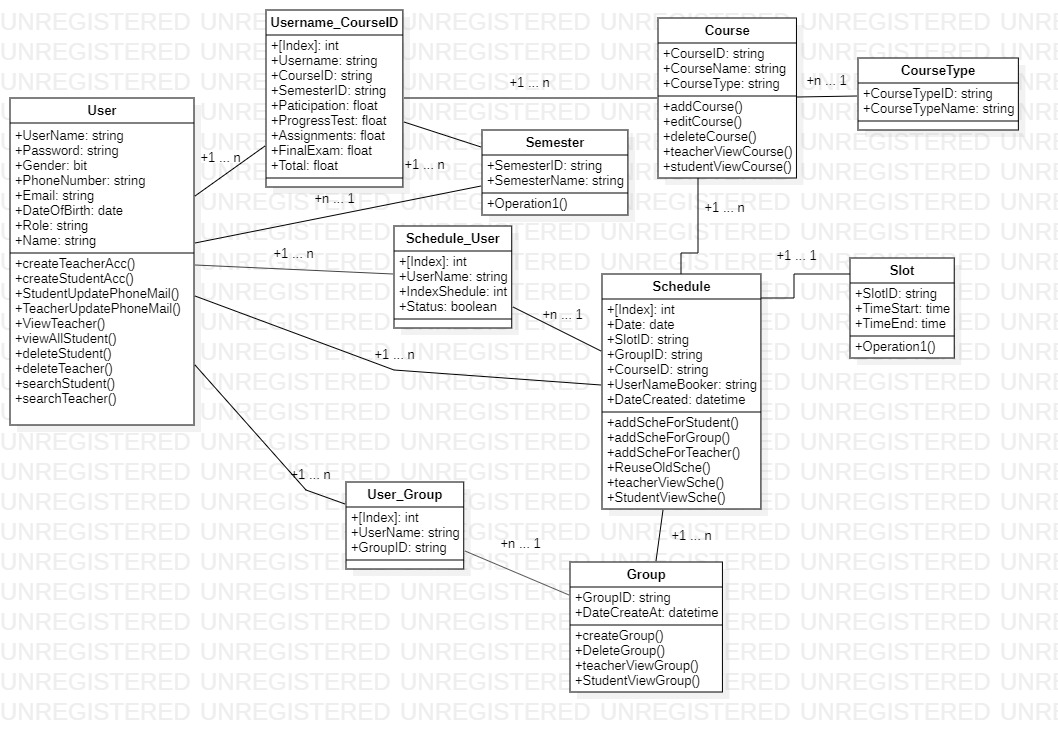 User
+UserName: string
+Password: string
+Gender: bit
+PhoneNumber: string
+Email: string
+DateOfBirth: date
+Role: string
+Name: string
+createTeacherAcc()
+createStudentAcc()
+StudentUpdatePhoneMail()
+TeacherUpdatePhoneMail()
+ViewTeacher()
+viewAllStudent()
+deleteStudent()
+deleteTeacher()
+searchStudent()
+searchTeacher()
+1 ... n
Username_CourseID
+[Index]: int
+Username: string
+CourseID: string
+SemesterID: string
+Paticipation: float
+ProgressTest: float
+Assignments: float
+FinalExam: float
+Total: float
+1 ... n
+1 ... n
Semester
+SemesterID: string
+SemesterName: string
+Operation1()
+n ... 1
Course
+CourseID: string
+CourseName: string
+CourseType: string
+addCourse()
+editCourse()
+deleteCourse()
+teacherViewCourse()
+studentViewCourse()
+n ... 1
CourseType
+CourseTypeID: string
+CourseTypeName: string
+1 ... n
+1 ... n
Schedule_User
+[Index]: int
+UserName: string
+IndexShedule: int
+Status: boolean
+n ... 1
+1 ... n
Schedule
+[Index]: int
+Date: date
+SlotID: string
+GroupID: string
+CourseID: string
+UserNameBooker: string
+DateCreated: datetime
+addScheForStudent()
+addScheForGroup()
+addScheForTeacher()
+ReuseOldSche()
+teacherViewSche()
+StudentViewSche()
+1 ... 1
Slot
+SlotID: string
+TimeStart: time
+TimeEnd: time
+Operation1()
+1 ... n
User_Group
+[Index]: int
+UserName: string
+GroupID: string
+n ... 1
+1 ... n
Group
+GroupID: string
+DateCreateAt: datetime
+createGroup()
+DeleteGroup()
+teacherViewGroup()
+StudentViewGroup()
UNREGISTERED